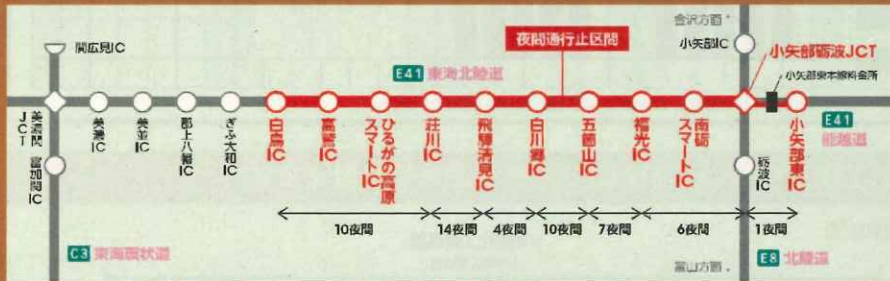 金沢方面
夜間通行止区間
関広見IC
小矢部IC
小矢部砺波JCT
E41 東海北陸道
小矢部東本線料金所
美濃関JCT
美濃IC
美並IC
郡上八幡IC
ぎふ大和IC
白鳥IC
高鷲IC
ひるがの高原スマートIC
荘川IC
飛騨清見IC
白川郷IC
五箇山IC
福光IC
南砺スマートIC
小矢部東IC
E41
能越道
富加関IC
砺波IC
10夜間
14夜間
4夜間
10夜間
7夜間
6夜間
1夜間
C3 東海環状道
富山方面
E8 北陸道